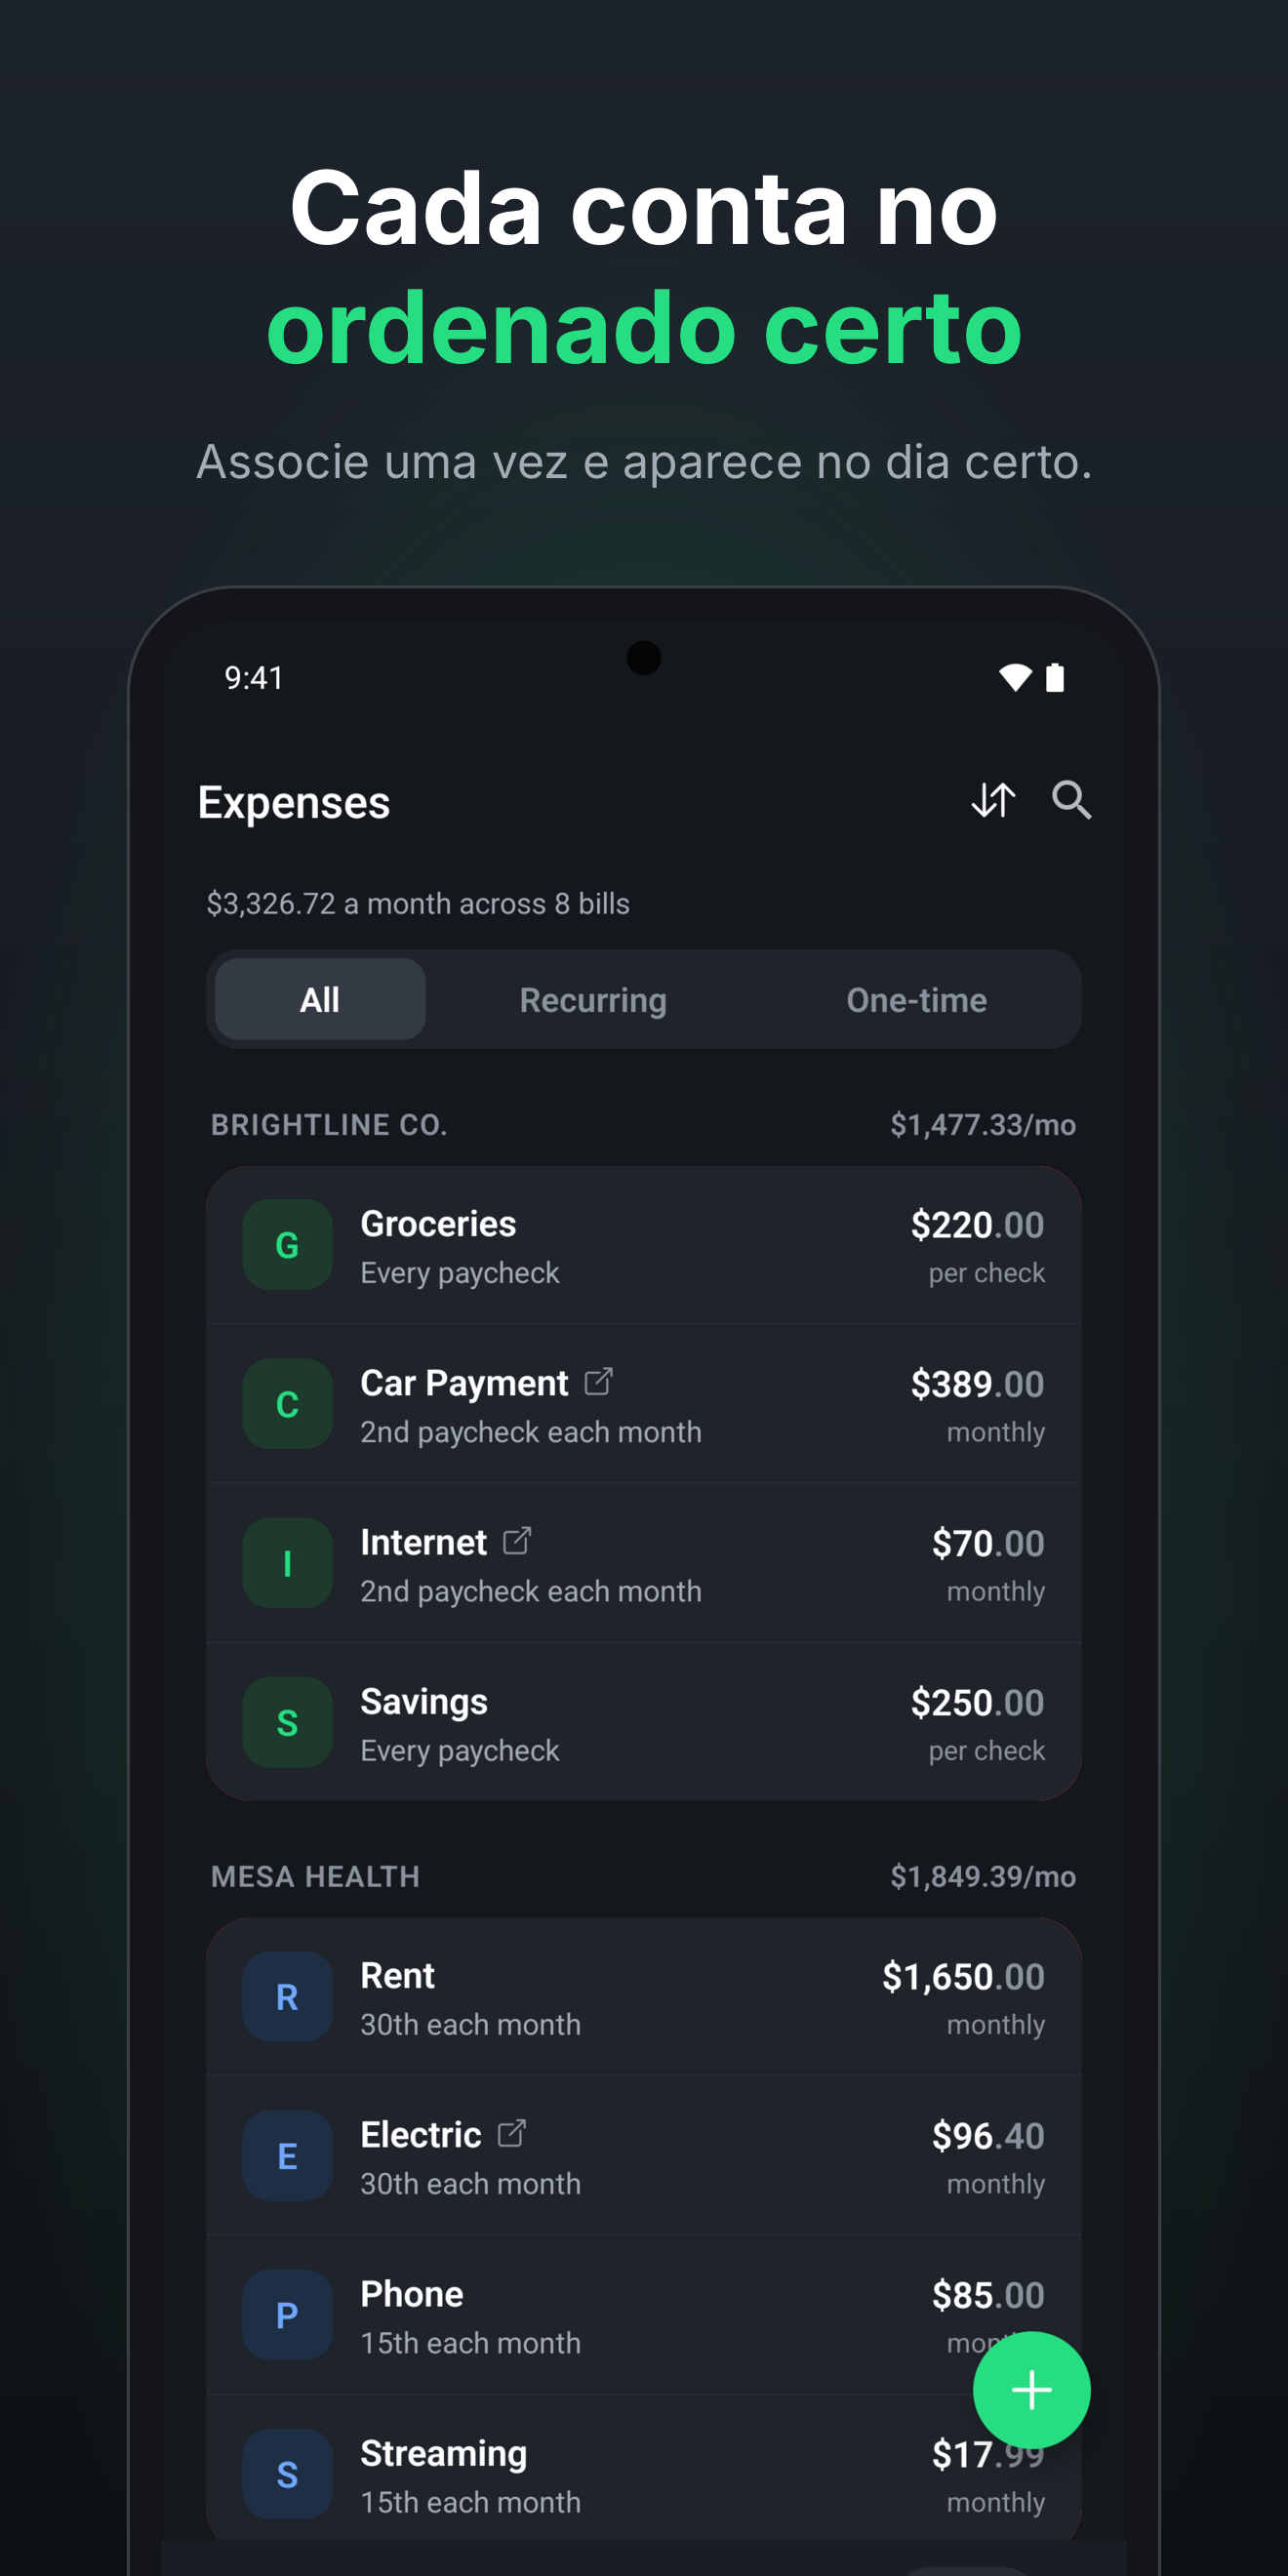 Cada conta no
ordenado certo
Associe uma vez e aparece no dia certo.
9:41
Expenses
$3,326.72 a month across 8 bills
All Recurring One-time
BRIGHTLINE CO. $1,477.33/mo
G Groceries $220.00
Every paycheck per check
C Car Payment $389.00
2nd paycheck each month monthly
I Internet $70.00
2nd paycheck each month monthly
S Savings $250.00
Every paycheck per check
MESA HEALTH $1,849.39/mo
R Rent $1,650.00
30th each month monthly
E Electric $96.40
30th each month monthly
P Phone $85.00
15th each month
S Streaming $17.99
15th each month monthly